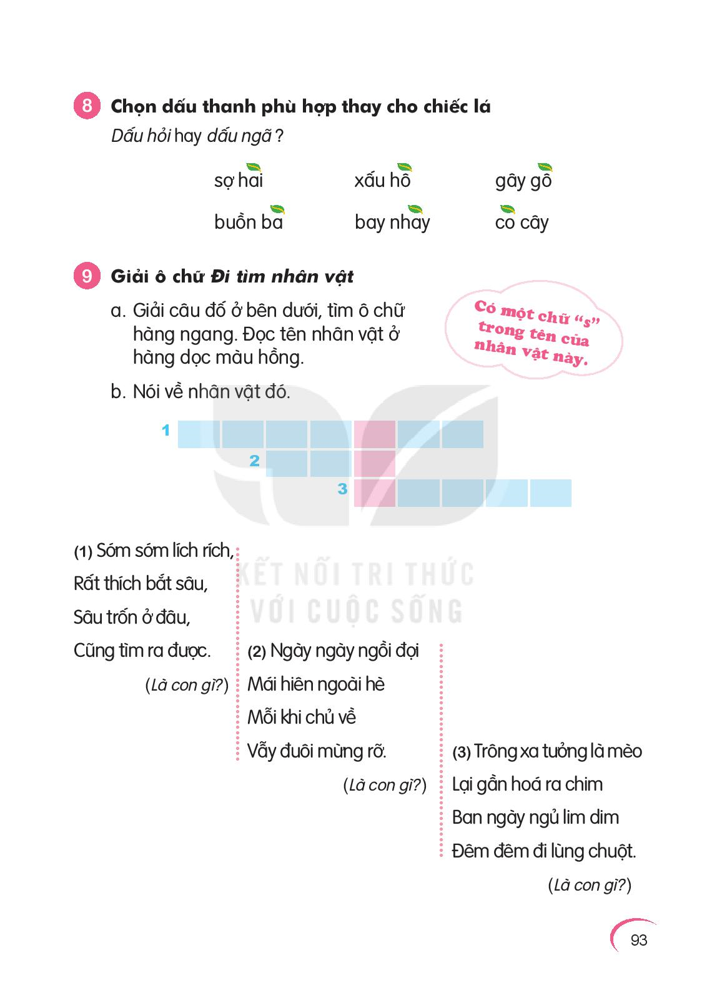 8 Chọn dấu thanh phù hợp thay cho chiếc lá
Dấu hỏi hay dấu ngã ?
sợ hai xấu hô gây gô
buồn ba bay nhay co cây
9 Giải ô chữ Đi tìm nhân vật
a. Giải câu đố ở bên dưới, tìm ô chữ
hàng ngang. Đọc tên nhân vật ở
hàng dọc màu hồng.
b. Nói về nhân vật đó.
Có một chữ “s”
trong tên của
nhân vật này.
1
2
3
KẾT NỐI TRI THỨC
VỚI CUỘC SỐNG
(1) Sớm sớm lích rích,
Rất thích bắt sâu,
Sâu trốn ở đâu,
Cũng tìm ra được.
(Là con gì?)
(2) Ngày ngày ngồi đợi
Mái hiên ngoài hè
Mỗi khi chủ về
Vẫy đuôi mừng rỡ.
(Là con gì?)
(3) Trông xa tưởng là mèo
Lại gần hoá ra chim
Ban ngày ngủ lim dim
Đêm đêm đi lùng chuột.
(Là con gì?)
93